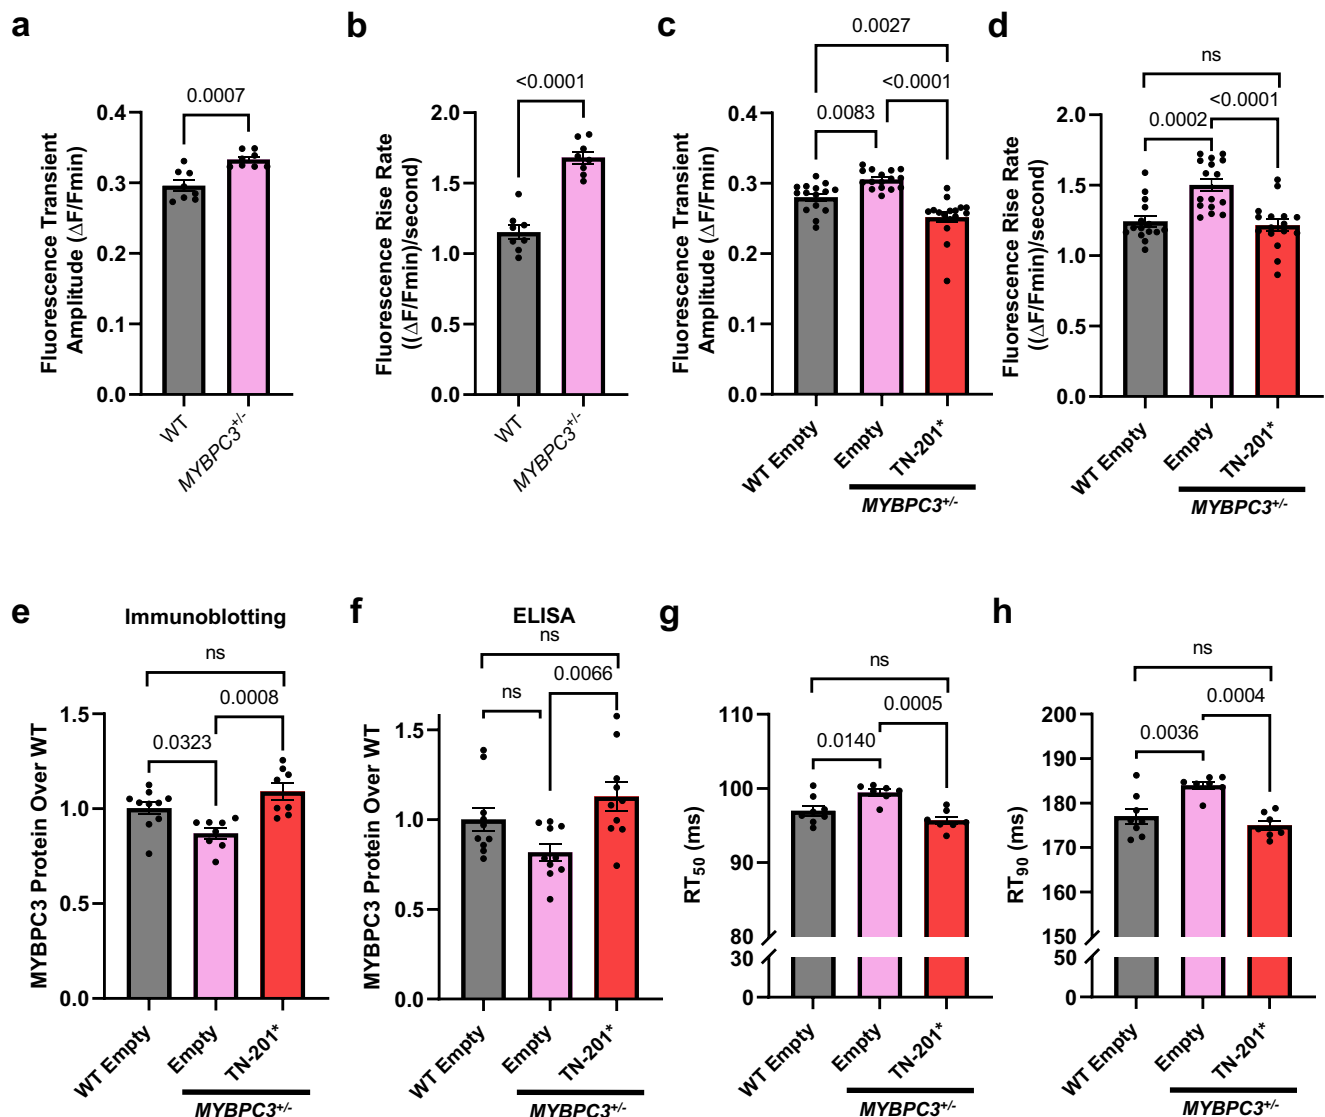 a
0.0007
Fluorescence Transient
Amplitude (ΔF/Fmin)
0.4
0.3
0.2
0.1
0.0
WT
MYBPC3+/-
b
<0.0001
Fluorescence Rise Rate
((ΔF/Fmin)/second)
2.0
1.5
1.0
0.5
0.0
WT
MYBPC3+/-
c
0.0027
<0.0001
0.0083
Fluorescence Transient
Amplitude (ΔF/Fmin)
0.4
0.3
0.2
0.1
0.0
WT Empty
Empty
TN-201*
MYBPC3+/-
d
ns
<0.0001
0.0002
Fluorescence Rise Rate
((ΔF/Fmin)/second)
2.0
1.5
1.0
0.5
0.0
WT Empty
Empty
TN-201*
MYBPC3+/-
e
Immunoblotting
ns
0.0008
0.0323
MYBPC3 Protein Over WT
1.5
1.0
0.5
0.0
WT Empty
Empty
TN-201*
MYBPC3+/-
f
ELISA
ns
0.0066
ns
MYBPC3 Protein Over WT
1.5
1.0
0.5
0.0
WT Empty
Empty
TN-201*
MYBPC3+/-
g
ns
0.0005
0.0140
RT50 (ms)
110
100
90
80
30
0
WT Empty
Empty
TN-201*
MYBPC3+/-
h
ns
0.0004
0.0036
RT90 (ms)
200
190
180
170
160
150
50
0
WT Empty
Empty
TN-201*
MYBPC3+/-